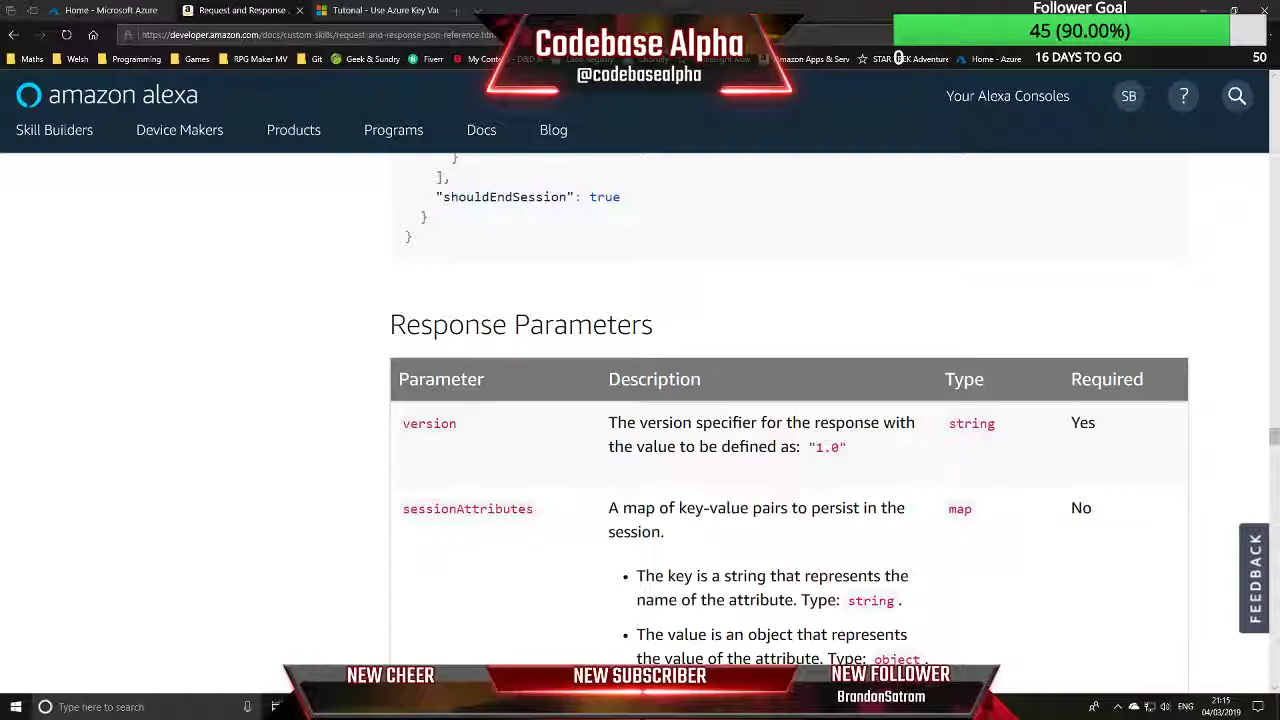 Home - Microsoft Azure
Request and Response
Tutorial - Use Azure Key Vau
Follower Goal
45 (90.00%)
0
16 DAYS TO GO
50
Codebase Alpha
@codebasealpha
https://developer.amazon.com/docs/custom-skills/
json-reference.htm
Maths
Welsh
Programming
Garden
RPG Maker MV
Git
Geek & Sundry
Fiverr
My Cont
Amazon Apps & Serv
STAR
Home - Azure
amazon alexa
Your Alexa Consoles
SB
?
Skill Builders
Device Makers
Products
Programs
Docs
Blog
}
],
"shouldEndSession": true
}
}
Response Parameters
Parameter
Description
Type
Required
version
The version specifier for the response with
the value to be defined as: "1.0"
string
Yes
sessionAttributes
A map of key-value pairs to persist in the
session.
map
No
• The key is a string that represents the
name of the attribute. Type: string.
• The value is an object that represents
the value of the attribute. Type: object.
FEEDBACK
NEW CHEER
NEW SUBSCRIBER
NEW FOLLOWER
BrandonSatrom
Type here to search
ENG
21:15
04/03/2019